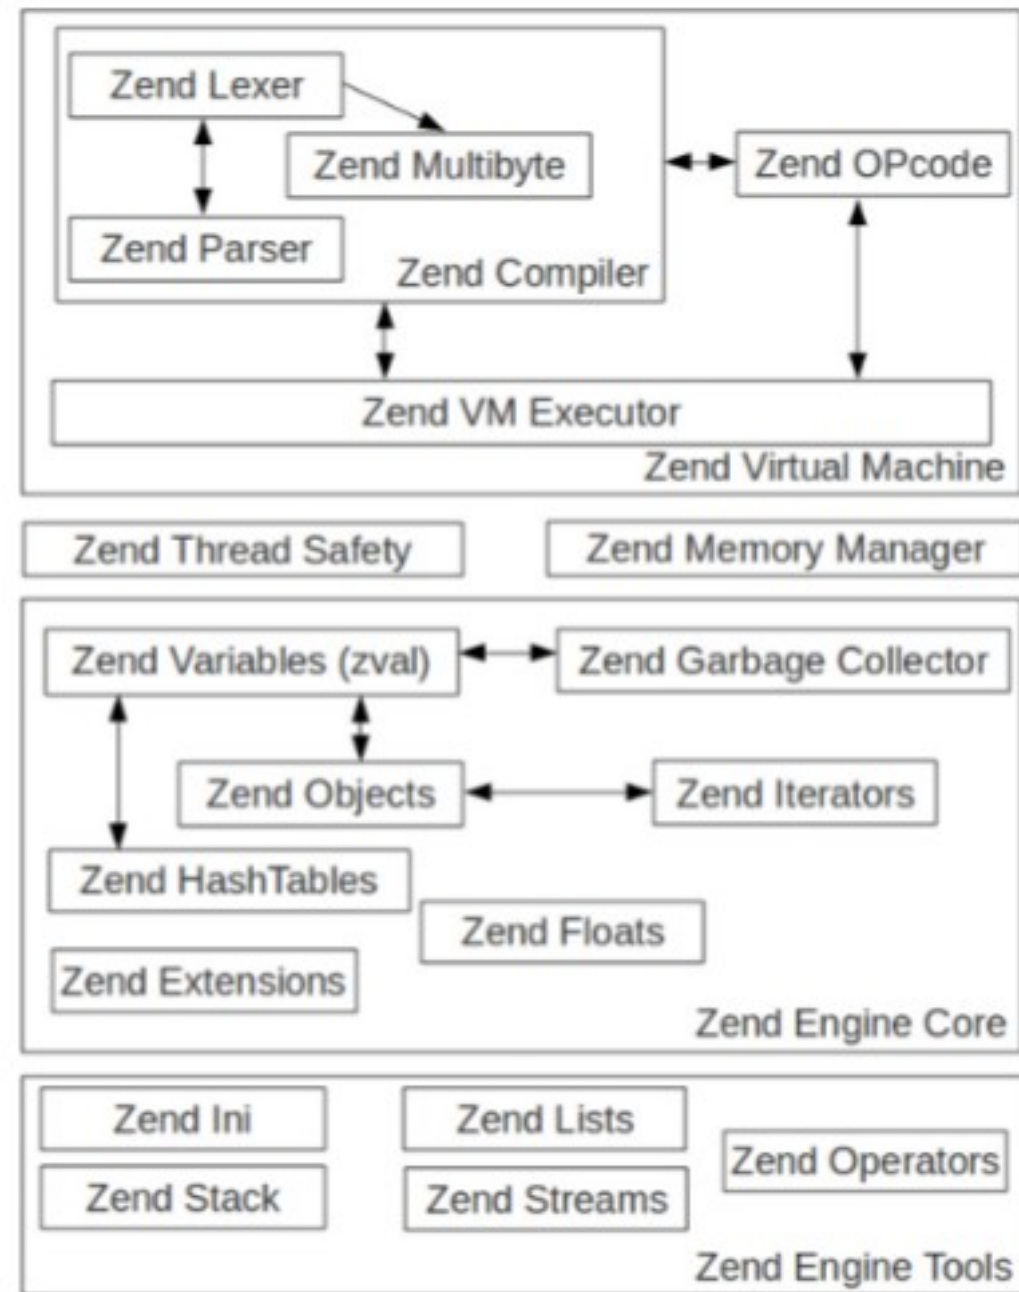 Zend Lexer
Zend Multibyte
Zend OPcode
Zend Parser
Zend Compiler
Zend VM Executor
Zend Virtual Machine
Zend Thread Safety
Zend Memory Manager
Zend Variables (zval)
Zend Garbage Collector
Zend Objects
Zend Iterators
Zend HashTables
Zend Floats
Zend Extensions
Zend Engine Core
Zend Ini
Zend Lists
Zend Operators
Zend Stack
Zend Streams
Zend Engine Tools